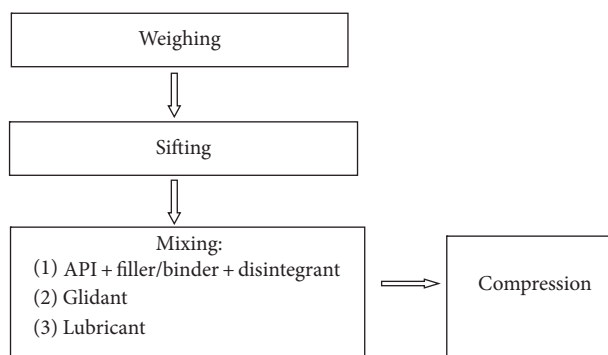 Weighing
Sifting
Mixing:
(1) API + filler/binder + disintegrant
(2) Glidant
(3) Lubricant
Compression